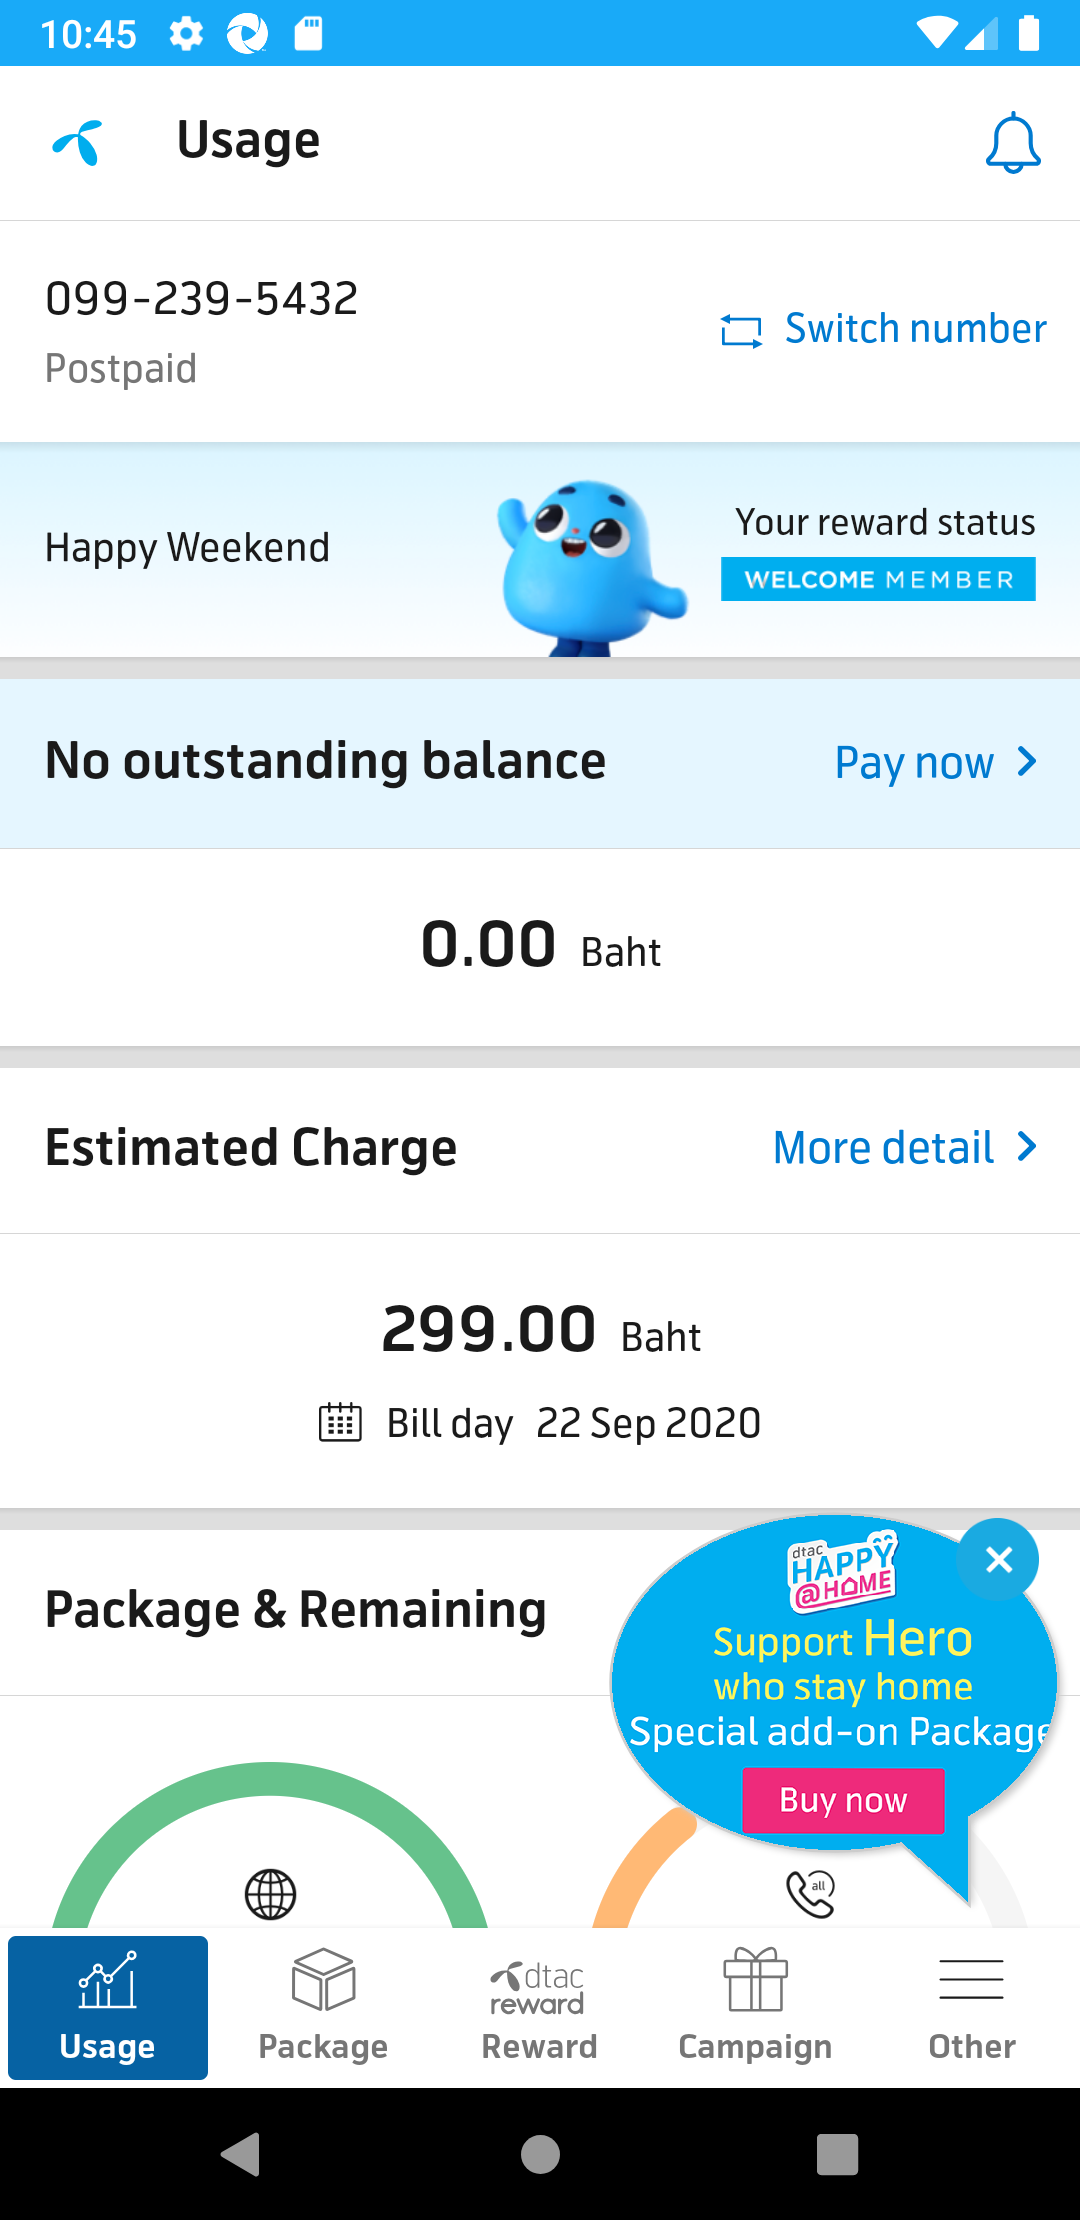 10:45
Usage
099-239-5432
Switch number
Postpaid
Happy Weekend
Your reward status
WELCOME MEMBER
No outstanding balance
Pay now
0.00 Baht
Estimated Charge
More detail
299.00 Baht
Bill day 22 Sep 2020
Package & Remaining
dtac
HAPPY
@HOME
Support Hero
who stay home
Special add-on Package
Buy now
all
dtac
reward
Usage
Package
Reward
Campaign
Other